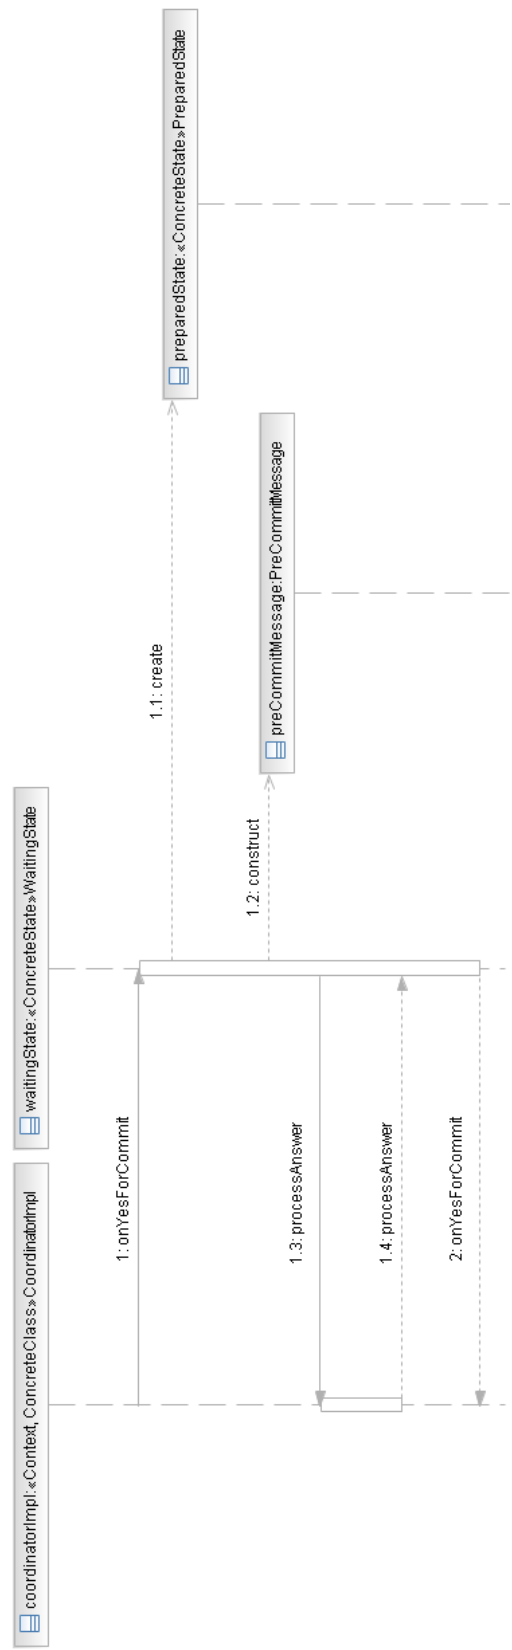 coordinatorImpl:«Context, ConcreteClass»CoordinatorImpl
waitingState:«ConcreteState»WaitingState
preparedState:«ConcreteState»PreparedState
preCommitMessage:PreCommitMessage
1: onYesForCommit
1.1: create
1.2: construct
1.3: processAnswer
1.4: processAnswer
2: onYesForCommit